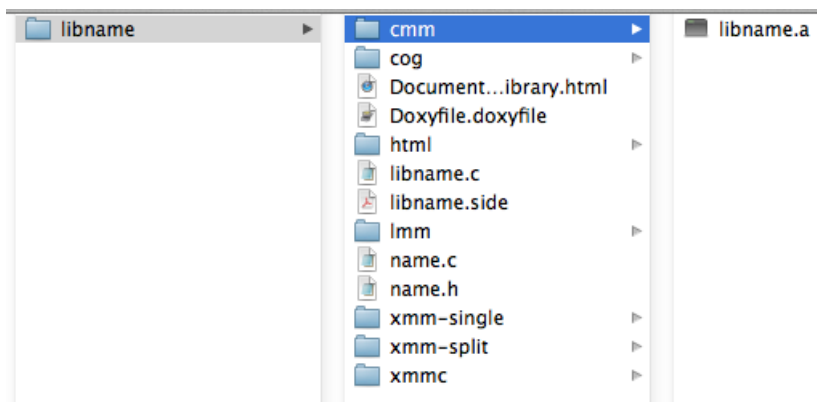 libname
cmm
cog
Document...ibrary.html
Doxyfile.doxyfile
html
libname.c
libname.side
lmm
name.c
name.h
xmm-single
xmm-split
xmmc
libname.a